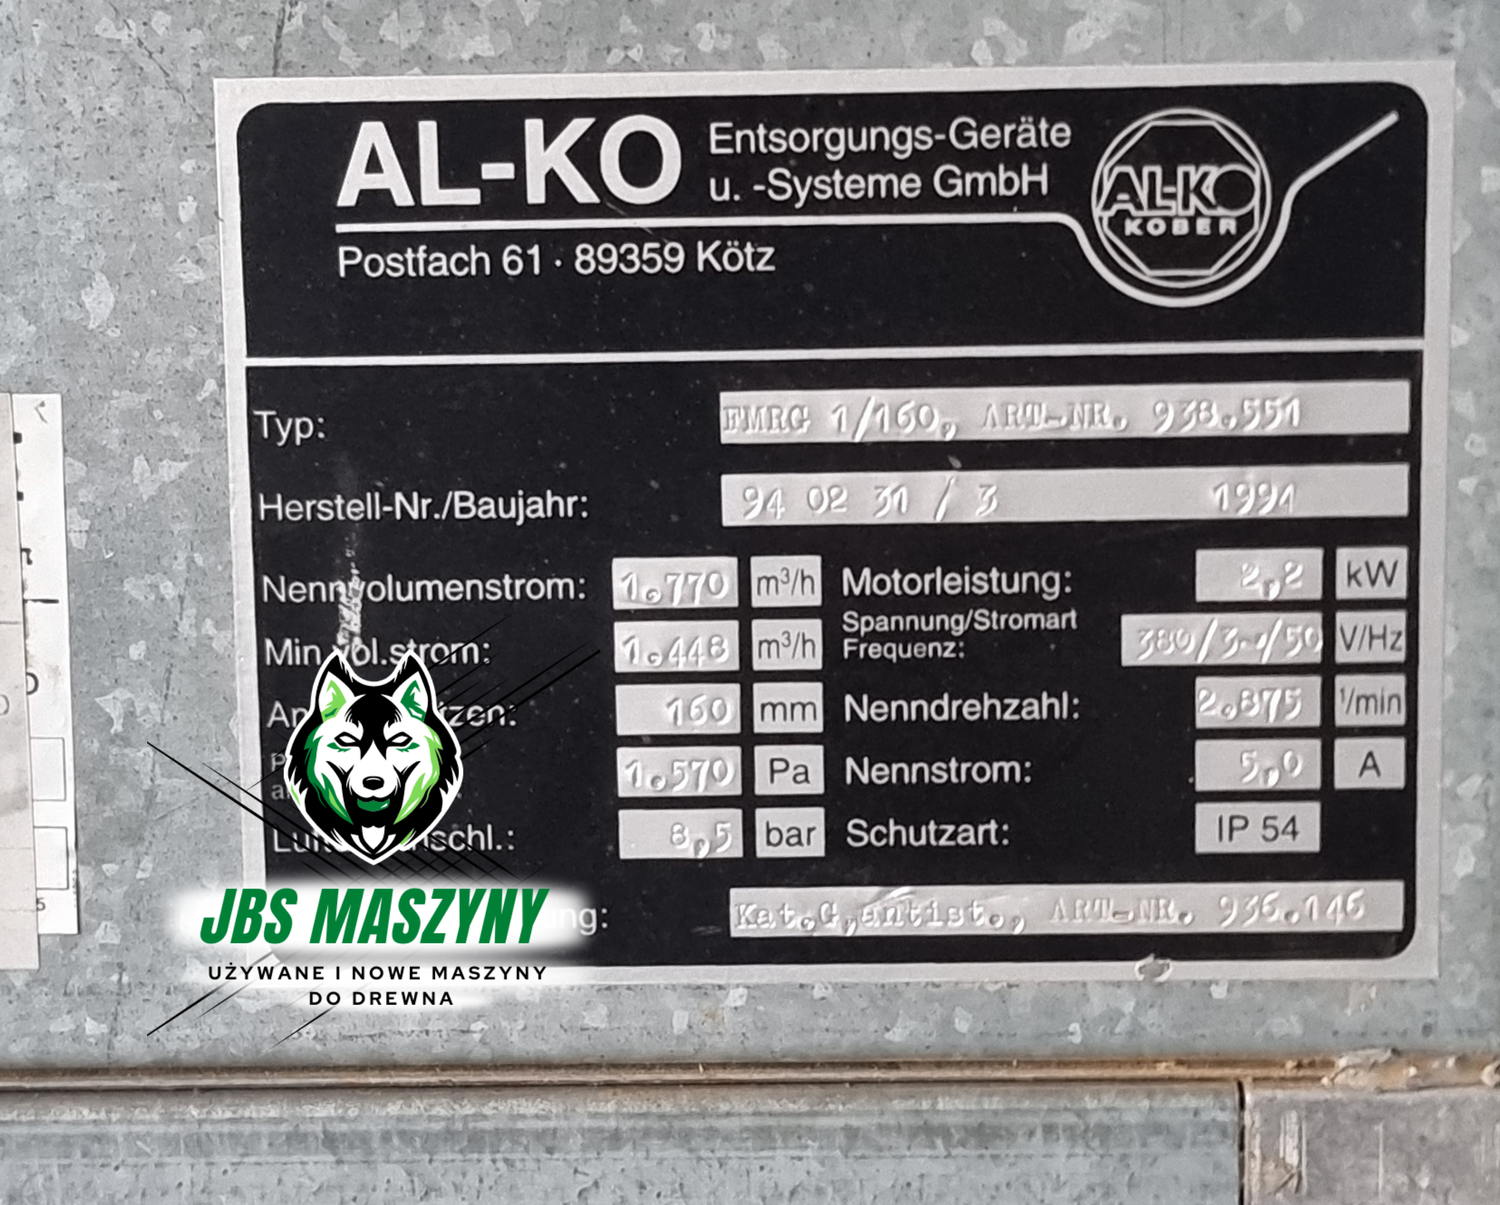 AL-KO Entsorgungs-Geräte
u. -Systeme GmbH
AL-KO
KOBER
Postfach 61 · 89359 Kötz
Typ: FMRG 1/160, ART-NR. 938.551
Herstell-Nr./Baujahr: 94 02 31 / 3 1994
Nennvolumenstrom: 1.770 m³/h Motorleistung: 2,2 kW
Min.vol.strom: 1.448 m³/h Spannung/Stromart
Frequenz: 380/3~/50 V/Hz
160 mm Nenndrehzahl: 2.875 1/min
1.570 Pa Nennstrom: 5,0 A
8,5 bar Schutzart: IP 54
Kat.G,antist., ART-NR. 936.146
JBS MASZYNY
UŻYWANE I NOWE MASZYNY
DO DREWNA